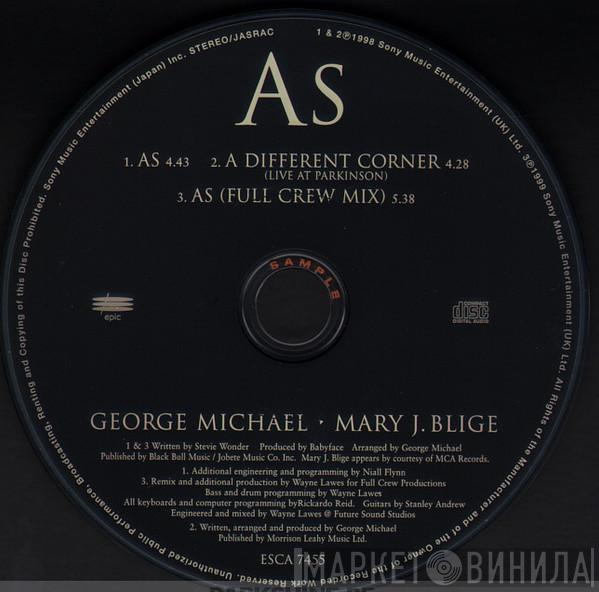 As
1. AS 4.43 2. A DIFFERENT CORNER 4.28
(LIVE AT PARKINSON)
3. AS (FULL CREW MIX) 5.38
SAMPLE
epic
COMPACT
disc
DIGITAL AUDIO
GEORGE MICHAEL · MARY J. BLIGE
1 & 3 Written by Stevie Wonder Produced by Babyface Arranged by George Michael
Published by Black Bull Music / Jobete Music Co. Inc. Mary J. Blige appears by courtesy of MCA Records.
1. Additional engineering and programming by Niall Flynn
3. Remix and additional production by Wayne Lawes for Full Crew Productions
Bass and drum programming by Wayne Lawes
All keyboards and computer programming byRickardo Reid. Guitars by Stanley Andrew
Engineered and mixed by Wayne Lawes @ Future Sound Studios
2. Written, arranged and produced by George Michael
Published by Morrison Leahy Music Ltd.
ESCA 7455
1 & 2℗1998 Sony Music Entertainment (UK) Ltd. 3℗1999 Sony Music Entertainment (UK) Ltd. All Rights of the Manufacturer and of the Owner of the Recorded Work Reserved. Unauthorized Public Performance, Broadcasting, Renting and Copying of this Disc Prohibited. Sony Music Entertainment (Japan) Inc. STEREO/JASRAC
МАРКЕТ ВИНИЛА